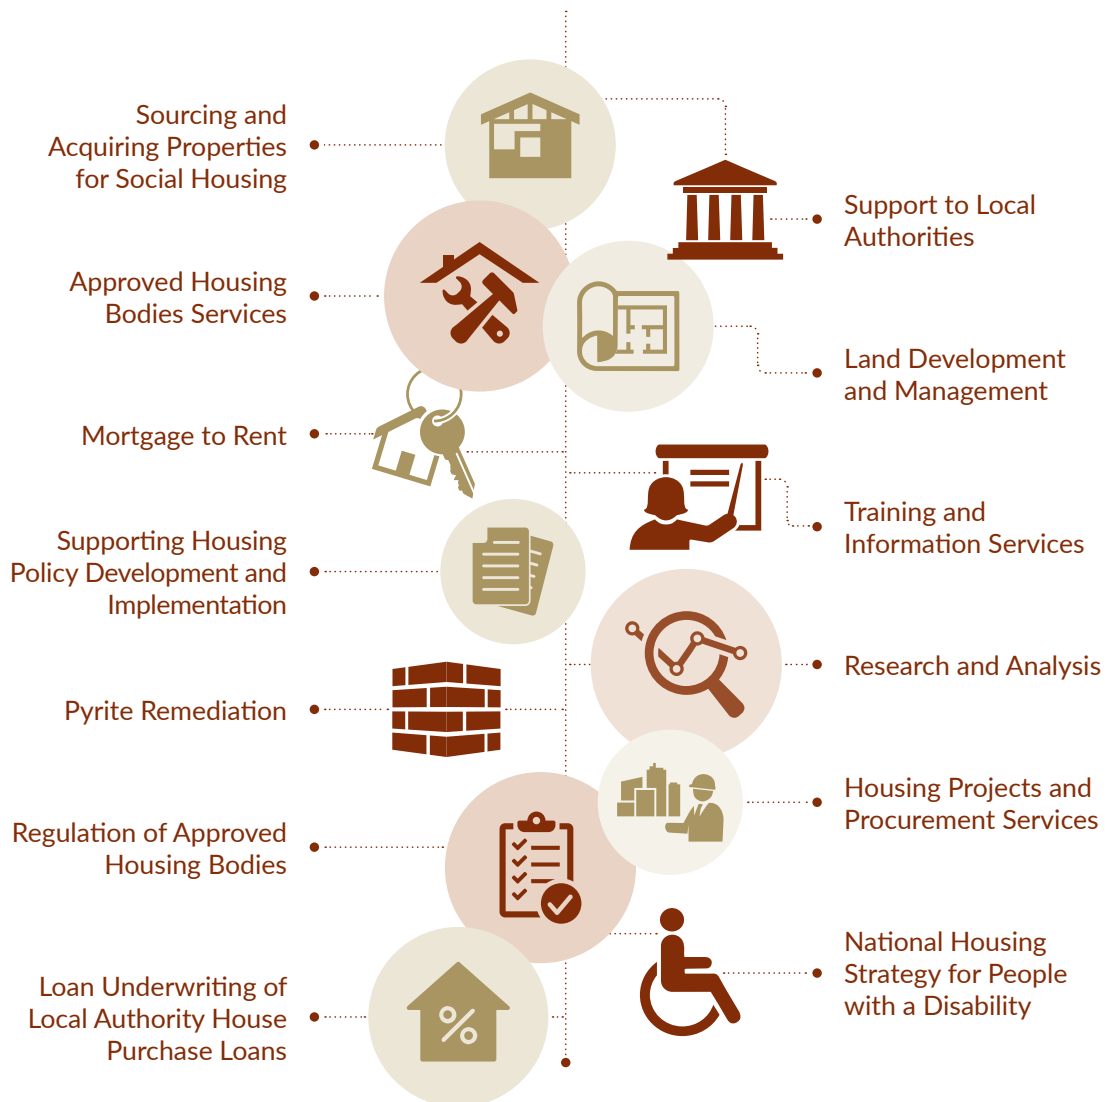 Sourcing and
Acquiring Properties
for Social Housing
Support to Local
Authorities
Approved Housing
Bodies Services
Land Development
and Management
Mortgage to Rent
Training and
Information Services
Supporting Housing
Policy Development and
Implementation
Research and Analysis
Pyrite Remediation
Housing Projects and
Procurement Services
Regulation of Approved
Housing Bodies
National Housing
Strategy for People
with a Disability
Loan Underwriting of
Local Authority House
Purchase Loans
%